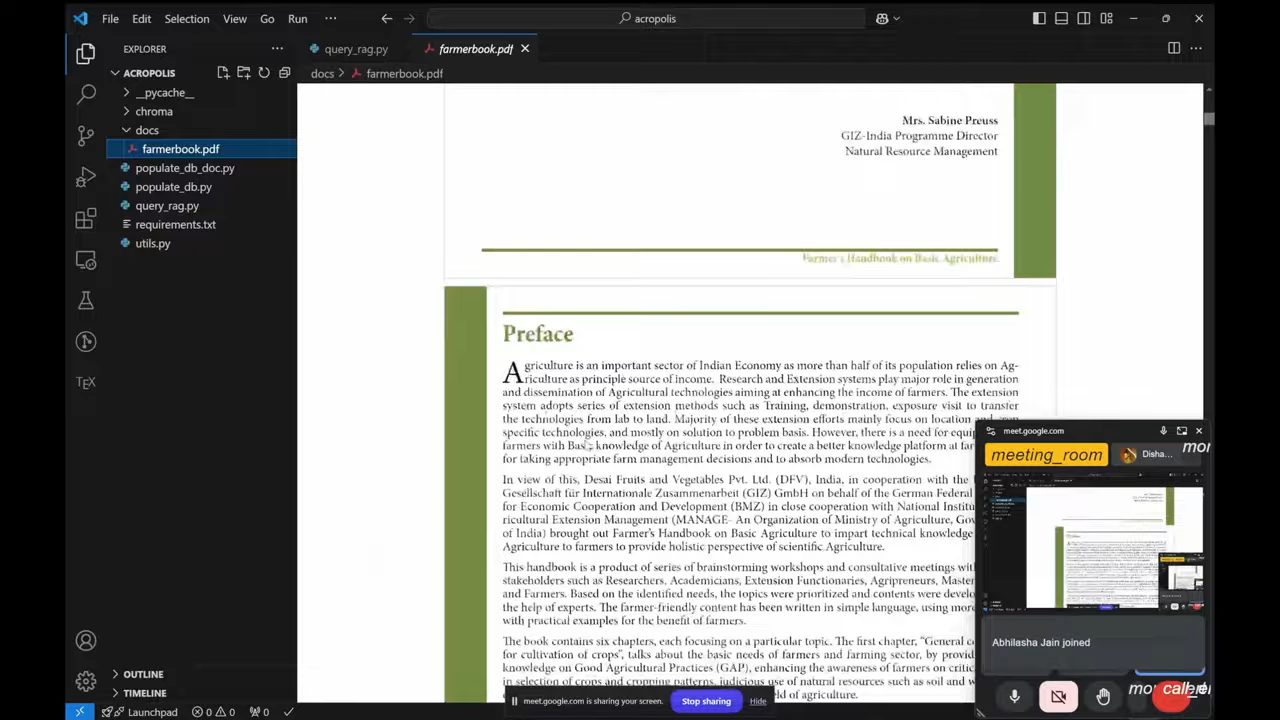 File Edit Selection View Go Run acropolis
EXPLORER
query_rag.py farmerbook.pdf
ACROPOLIS
docs farmerbook.pdf
__pycache__
chroma
docs
farmerbook.pdf
populate_db_doc.py
populate_db.py
query_rag.py
requirements.txt
utils.py
OUTLINE
TIMELINE
Launchpad 0 0 0
Mrs. Sabine Preuss
GIZ-India Programme Director
Natural Resource Management
Farmer's Handbook on Basic Agriculture
Preface
Agriculture is an important sector of Indian Economy as more than half of its population relies on Ag-
riculture as principle source of income. Research and Extension systems play major role in generation
and dissemination of Agricultural technologies aiming at enhancing the income of farmers. The extension
system adopts series of extension methods such as Training, demonstration, exposure visit to transfer
the technologies from lab to land. Majority of these extension efforts mainly focus on location and crop
specific technologies, and mostly on solution to problem basis. However, there is a need for equip
farmers with Basic knowledge of Agriculture in order to create a better knowledge platform at far
for taking appropriate farm management decisions and to absorb modern technologies.
In view of this, Desai Fruits and Vegetables Pvt. Ltd. (DFV), India, in cooperation with the
Gesellschaft für Internationale Zusammenarbeit (GIZ) GmbH on behalf of the German Federal
for Economic Cooperation and Development (BMZ) in close cooperation with National Institu
ricultural Extension Management (MANAGE -An Organization of Ministry of Agriculture, Gov
of India) brought out Farmer's Handbook on Basic Agriculture to impart technical knowledge
Agriculture to farmers to provide holistic perspective of scientific Agriculture.
This handbook is a product of series of brainstorming workshops and consultative meetings wit
stakeholders such as Researchers, Academicians, Extension Functionaries, Agripreneurs, Master
and Farmers. Based on the identified needs, the topics were prioritized and contents were develo
the help of experts. The farmer-friendly content has been written in simple language, using more
with practical examples for the benefit of farmers.
The book contains six chapters, each focusing on a particular topic. The first chapter, "General c
for cultivation of crops", talks about the basic needs of farmers and farming sector, by provid
knowledge on Good Agricultural Practices (GAP), enhancing the awareness of farmers on critic
in selection of crops and cropping patterns, judicious use of natural resources such as soil and w
eld of agriculture.
meet.google.com is sharing your screen. Stop sharing Hide
meet.google.com
meeting_room Disha... mor
Abhilasha Jain joined